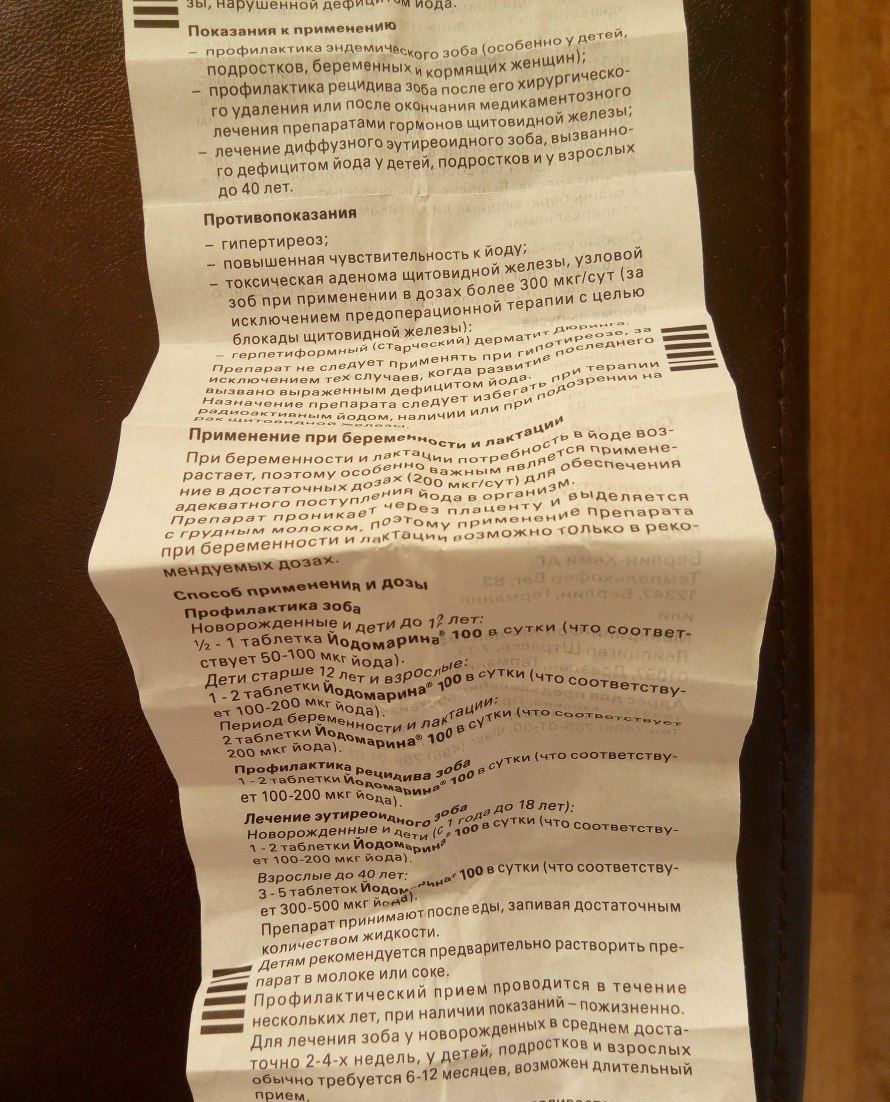 зы, нарушенной дефицитом йода.
Показания к применению
– профилактика эндемического зоба (особенно у детей,
подростков, беременных и кормящих женщин);
– профилактика рецидива зоба после его хирургическо-
го удаления или после окончания медикаментозного
лечения препаратами гормонов щитовидной железы;
– лечение диффузного эутиреоидного зоба, вызванно-
го дефицитом йода у детей, подростков и у взрослых
до 40 лет.
Противопоказания
– гипертиреоз;
– повышенная чувствительность к йоду;
– токсическая аденома щитовидной железы, узловой
зоб при применении в дозах более 300 мкг/сут (за
исключением предоперационной терапии с целью
блокады щитовидной железы);
– герпетиформный (старческий) дерматит Дюринга.
Препарат не следует применять при гипотиреозе, за
исключением тех случаев, когда развитие последнего
вызвано выраженным дефицитом йода.
Назначение препарата следует избегать при терапии
радиоактивным йодом, наличии или при подозрении на
рак щитовидной железы.
Применение при беременности и лактации
При беременности и лактации потребность в йоде воз-
растает, поэтому особенно важным является примене-
ние в достаточных дозах (200 мкг/сут) для обеспечения
адекватного поступления йода в организм.
Препарат проникает через плаценту и выделяется
с грудным молоком, поэтому применение препарата
при беременности и лактации возможно только в реко-
мендуемых дозах.
Способ применения и дозы
Профилактика зоба
Новорожденные и дети до 12 лет:
½ - 1 таблетка Йодомарина® 100 в сутки (что соответ-
ствует 50-100 мкг йода).
Дети старше 12 лет и взрослые:
1 - 2 таблетки Йодомарина® 100 в сутки (что соответству-
ет 100-200 мкг йода).
Период беременности и лактации:
2 таблетки Йодомарина® 100 в сутки (что соответствует
200 мкг йода).
Профилактика рецидива зоба
1 - 2 таблетки Йодомарина® 100 в сутки (что соответству-
ет 100-200 мкг йода).
Лечение эутиреоидного зоба
Новорожденные и дети (с 1 года до 18 лет):
1 - 2 таблетки Йодомарина® 100 в сутки (что соответству-
ет 100-200 мкг йода).
Взрослые до 40 лет:
3 - 5 таблеток Йодомарина® 100 в сутки (что соответству-
ет 300-500 мкг йода).
Препарат принимают после еды, запивая достаточным
количеством жидкости.
Детям рекомендуется предварительно растворить пре-
парат в молоке или соке.
Профилактический прием проводится в течение
нескольких лет, при наличии показаний – пожизненно.
Для лечения зоба у новорожденных в среднем доста-
точно 2-4-х недель, у детей, подростков и взрослых
обычно требуется 6-12 месяцев, возможен длительный
прием.